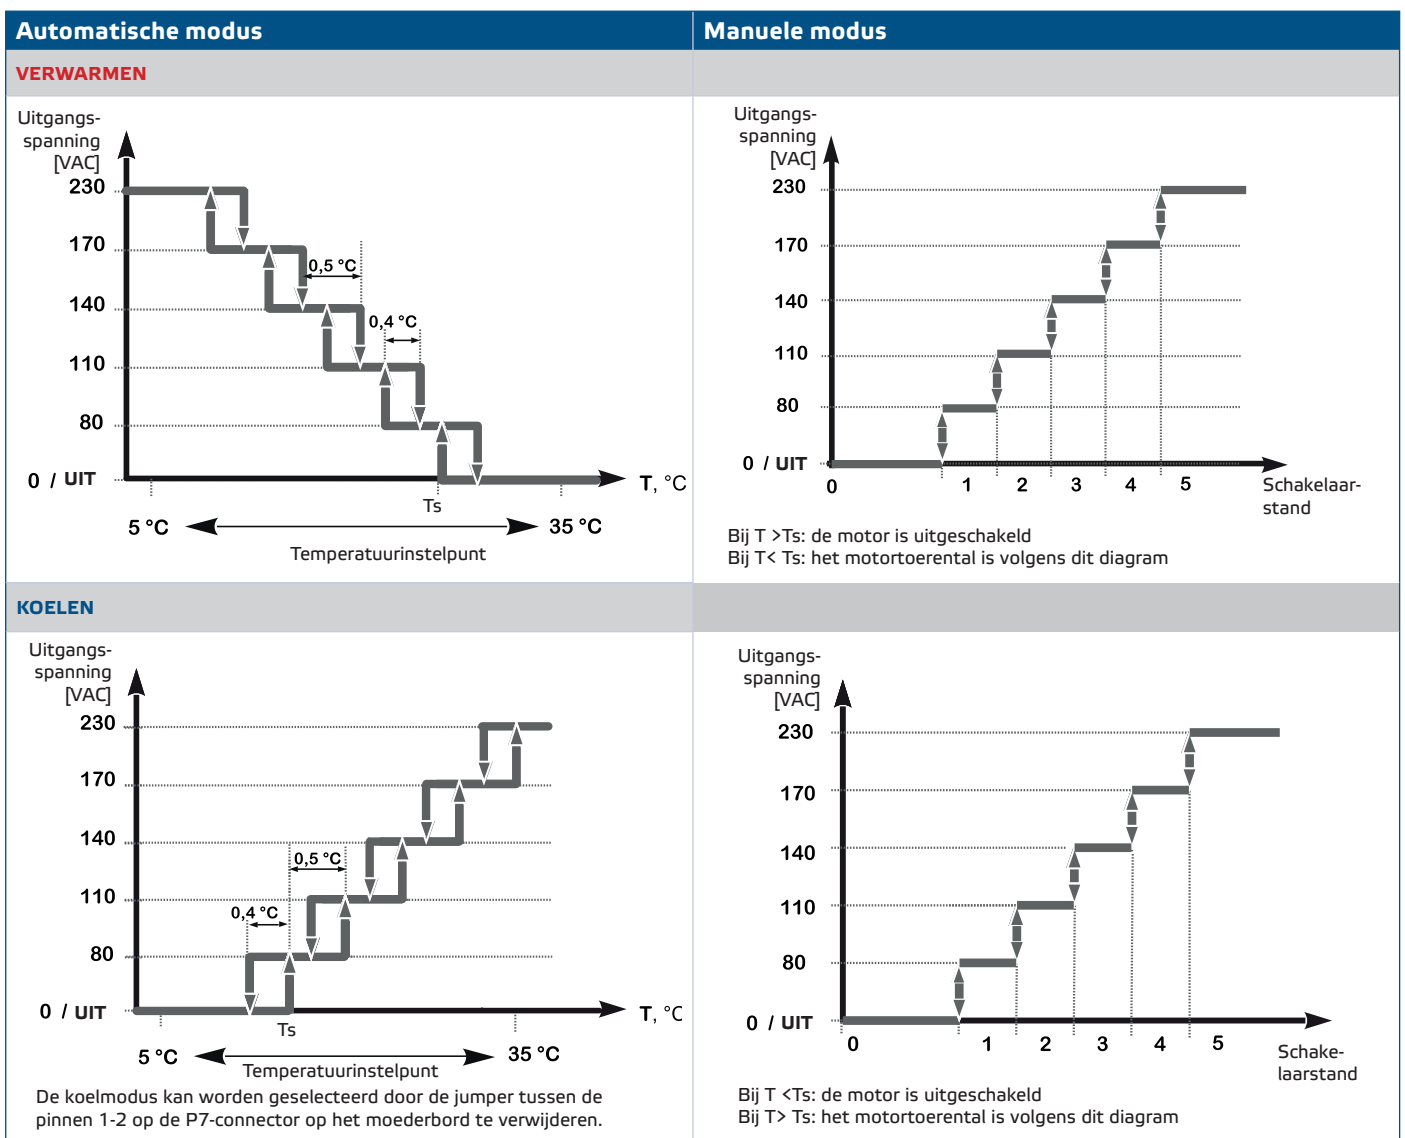 Automatische modus
Manuele modus
VERWARMEN
Uitgangs-
spanning
[VAC]
230
170
140
110
80
0 / UIT
0,5 °C
0,4 °C
T, °C
Ts
5 °C
35 °C
Temperatuurinstelpunt
Uitgangs-
spanning
[VAC]
230
170
140
110
80
0 / UIT
0
1
2
3
4
5
Schakelaar-
stand
Bij T >Ts: de motor is uitgeschakeld
Bij T< Ts: het motortoerental is volgens dit diagram
KOELEN
Uitgangs-
spanning
[VAC]
230
170
140
110
80
0 / UIT
0,5 °C
0,4 °C
T, °C
Ts
5 °C
35 °C
Temperatuurinstelpunt
De koelmodus kan worden geselecteerd door de jumper tussen de
pinnen 1-2 op de P7-connector op het moederbord te verwijderen.
Uitgangs-
spanning
[VAC]
230
170
140
110
80
0 / UIT
0
1
2
3
4
5
Schake-
laarstand
Bij T <Ts: de motor is uitgeschakeld
Bij T> Ts: het motortoerental is volgens dit diagram